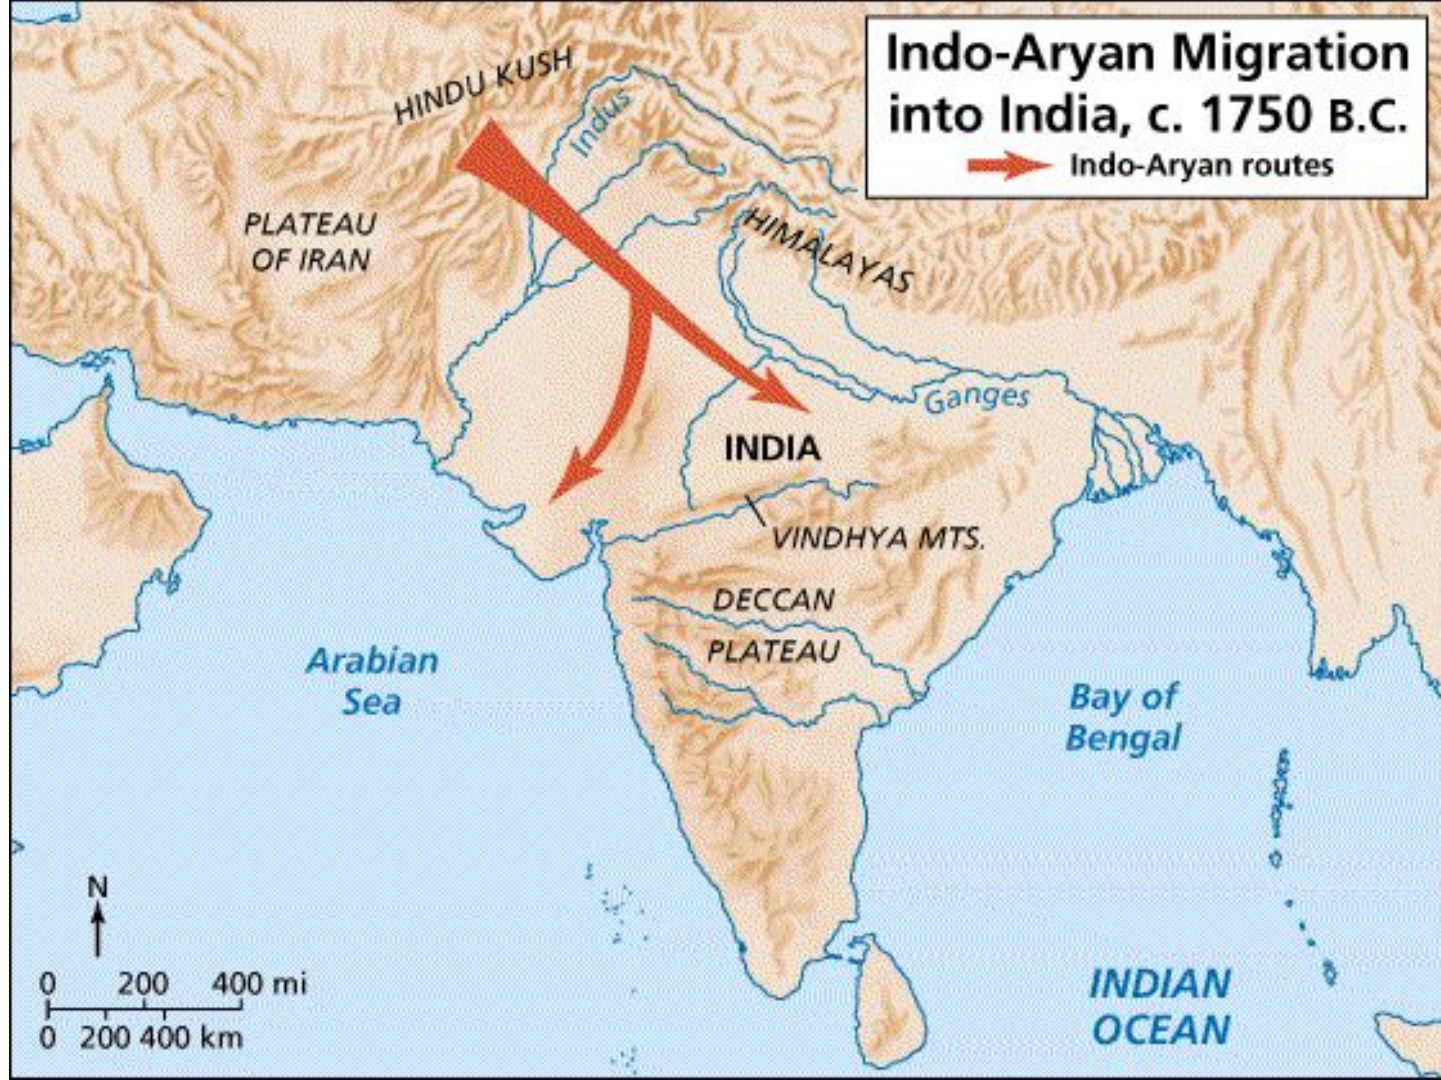 Indo-Aryan Migration
into India, c. 1750 B.C.
Indo-Aryan routes
HINDU KUSH
Indus
PLATEAU
OF IRAN
HIMALAYAS
Ganges
INDIA
VINDHYA MTS.
DECCAN
PLATEAU
Arabian
Sea
Bay of
Bengal
N
0 200 400 mi
0 200 400 km
INDIAN
OCEAN